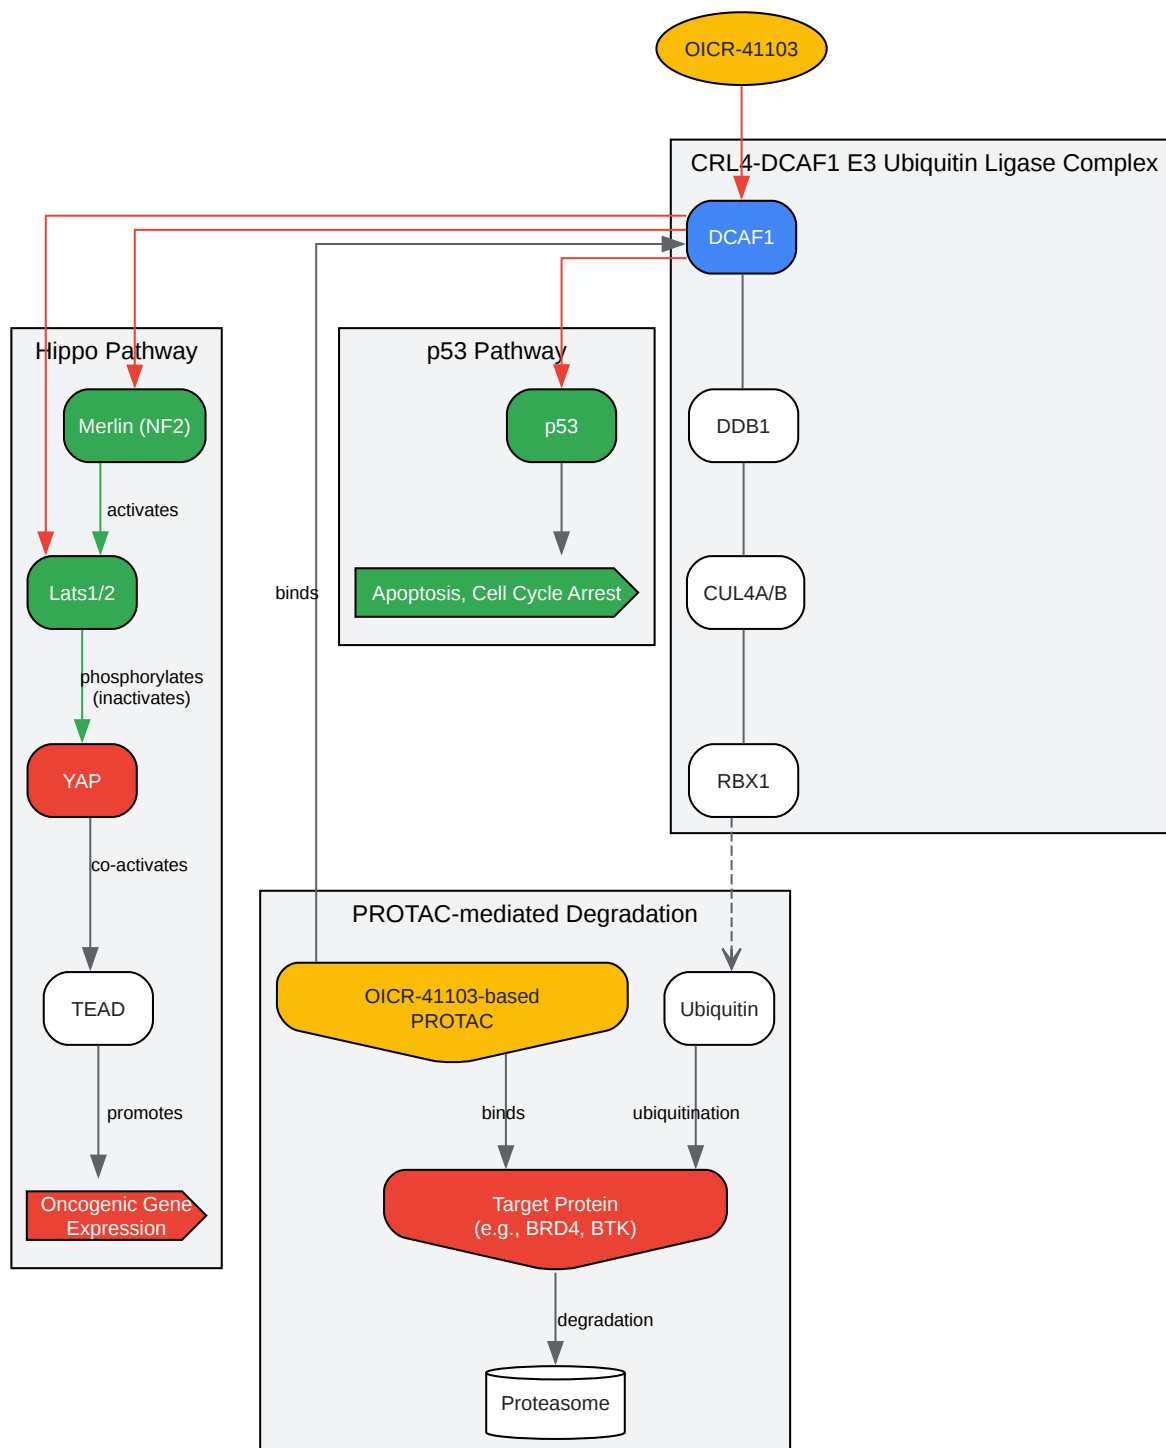 OICR-41103
CRL4-DCAF1 E3 Ubiquitin Ligase Complex
DCAF1
DDB1
CUL4A/B
RBX1
Hippo Pathway
Merlin (NF2)
activates
Lats1/2
phosphorylates
(inactivates)
YAP
co-activates
TEAD
promotes
Oncogenic Gene
Expression
p53 Pathway
p53
Apoptosis, Cell Cycle Arrest
binds
PROTAC-mediated Degradation
OICR-41103-based
PROTAC
Ubiquitin
binds
ubiquitination
Target Protein
(e.g., BRD4, BTK)
degradation
Proteasome